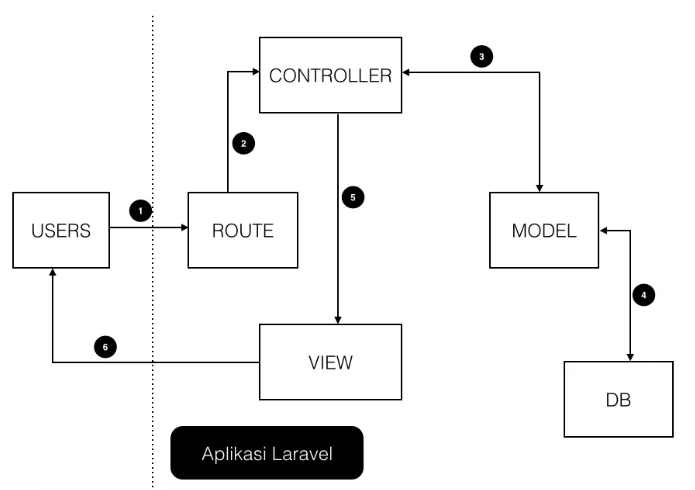 CONTROLLER
3
2
1
5
USERS
ROUTE
MODEL
4
6
VIEW
DB
Aplikasi Laravel